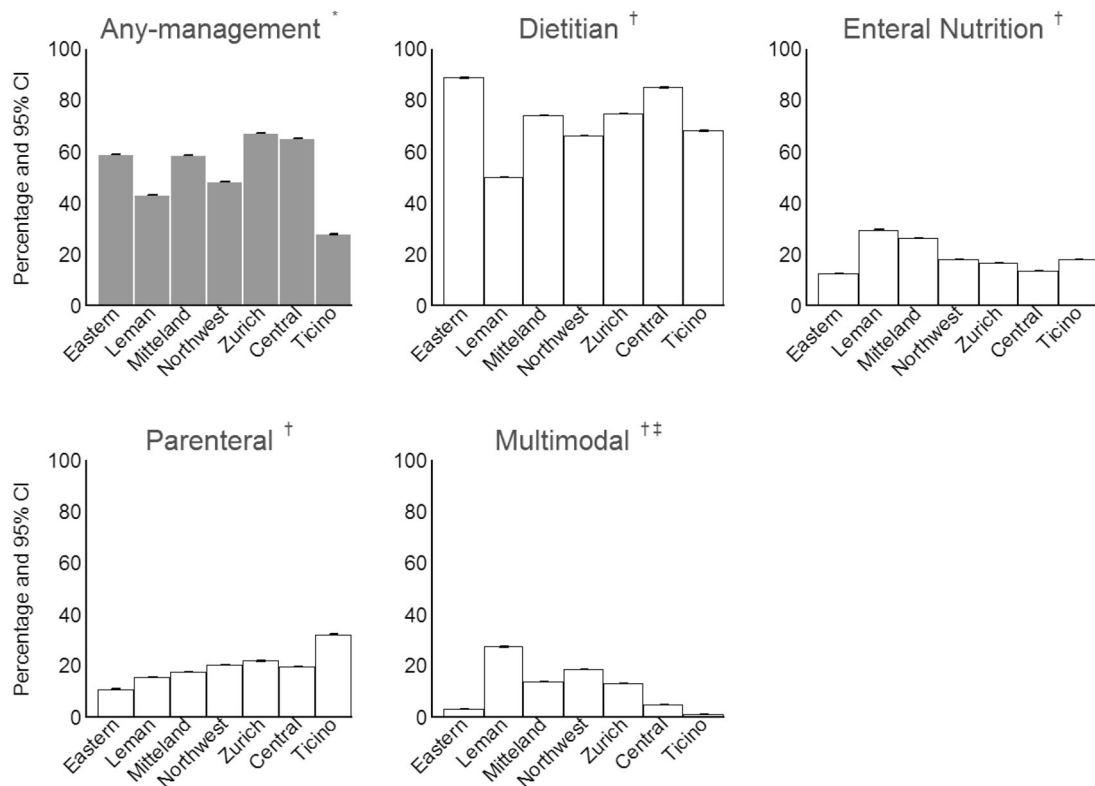 Any-management *
Percentage and 95% CI
100
80
60
40
20
0
Eastern
Leman
Mitteland
Northwest
Zurich
Central
Ticino
Dietitian †
100
80
60
40
20
0
Eastern
Leman
Mitteland
Northwest
Zurich
Central
Ticino
Enteral Nutrition †
100
80
60
40
20
0
Eastern
Leman
Mitteland
Northwest
Zurich
Central
Ticino
Parenteral †
Percentage and 95% CI
100
80
60
40
20
0
Eastern
Leman
Mitteland
Northwest
Zurich
Central
Ticino
Multimodal †‡
100
80
60
40
20
0
Eastern
Leman
Mitteland
Northwest
Zurich
Central
Ticino